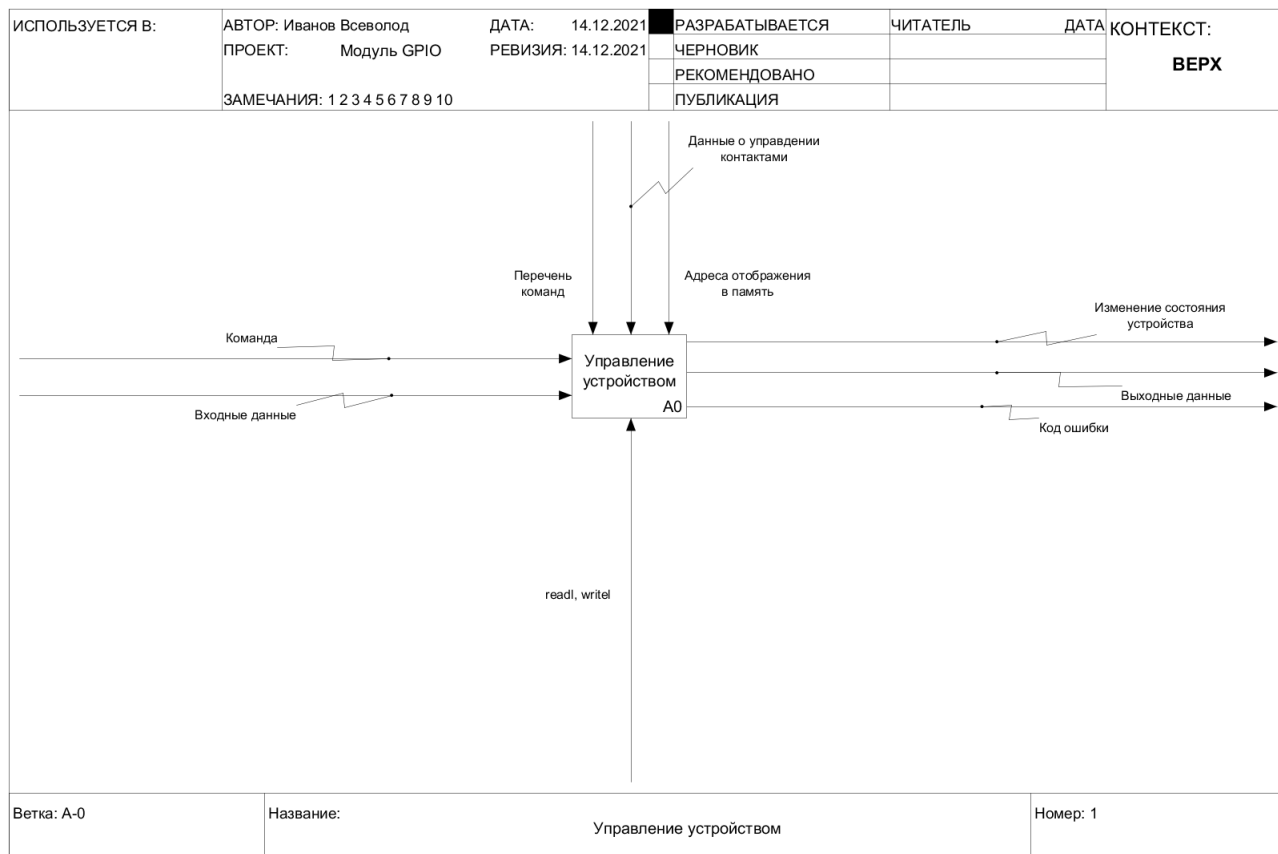 ИСПОЛЬЗУЕТСЯ В:
АВТОР: Иванов Всеволод
ДАТА: 14.12.2021
ПРОЕКТ: Модуль GPIO
РЕВИЗИЯ: 14.12.2021
ЗАМЕЧАНИЯ: 1 2 3 4 5 6 7 8 9 10
РАЗРАБАТЫВАЕТСЯ
ЧЕРНОВИК
РЕКОМЕНДОВАНО
ПУБЛИКАЦИЯ
ЧИТАТЕЛЬ
ДАТА
КОНТЕКСТ:
ВЕРХ
Данные о управдении
контактами
Перечень
команд
Адреса отображения
в память
Команда
Входные данные
Управление
устройством
A0
Изменение состояния
устройства
Выходные данные
Код ошибки
readl, writel
Ветка: A-0
Название:
Управление устройством
Номер: 1